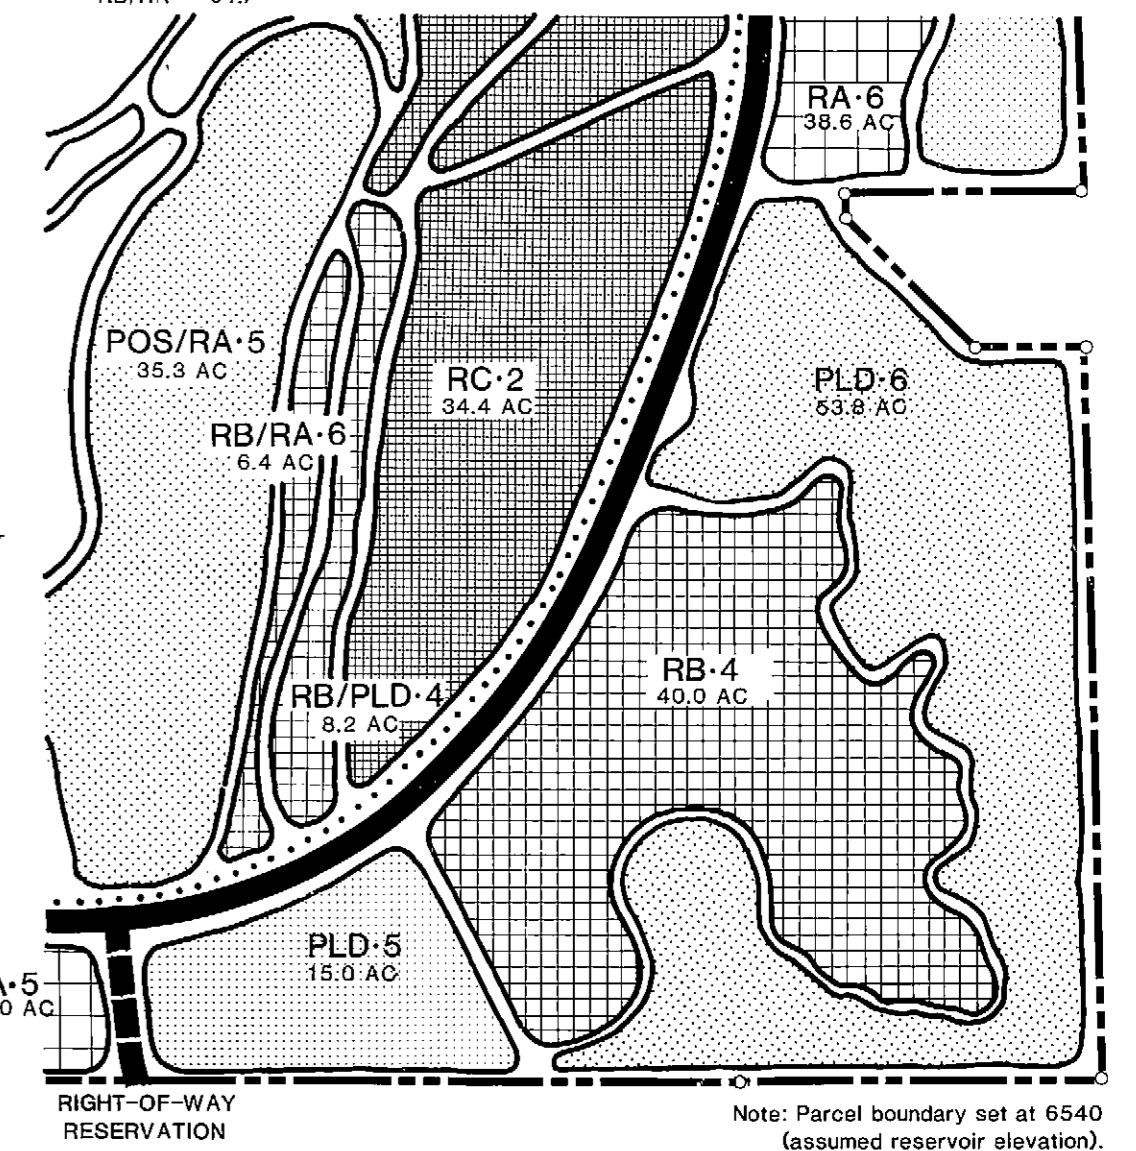 RA·6
38.6 AC
POS/RA·5
35.3 AC
RC·2
34.4 AC
PLD·6
53.8 AC
RB/RA·6
6.4 AC
RB·4
40.0 AC
RB/PLD·4
8.2 AC
PLD·5
15.0 AC
·5
0 AC
RIGHT-OF-WAY
RESERVATION
Note: Parcel boundary set at 6540
(assumed reservoir elevation).